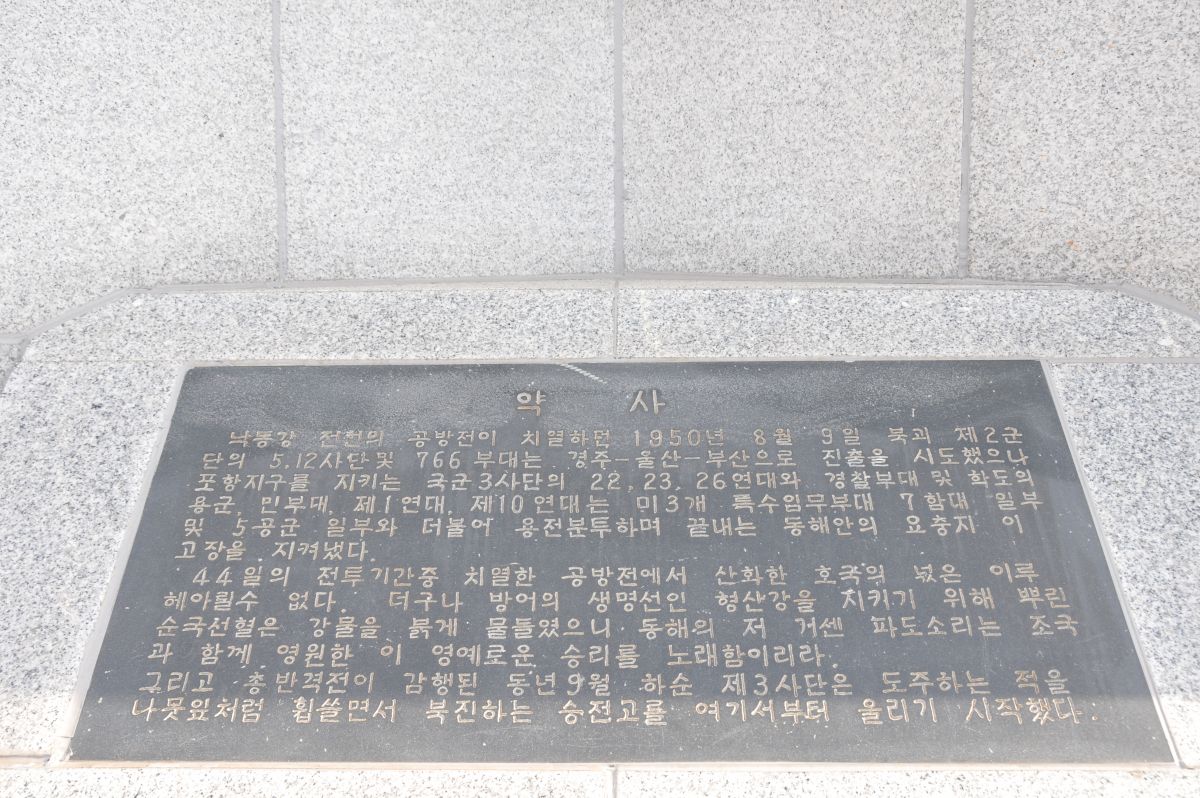 약 사
낙동강 전선의 공방전이 치열하던 1950년 8월 9일 북괴 제2군
단의 5.12사단및 766 부대는 경주-울산-부산으로 진출을 시도했으나
포항지구를 지키는 국군3사단의 22, 23, 26연대와 경찰부대 및 학도의
용군, 민부대, 제1연대, 제10연대는 미3개 특수임무부대 7함대 일부
및 5공군 일부와 더불어 용전분투하며 끝내는 동해안의 요충지 이
고장을 지켜냈다.
44일의 전투기간중 치열한 공방전에서 산화한 호국의 넋은 이루
헤아릴수 없다. 더구나 방어의 생명선인 형산강을 지키기 위해 뿌린
순국선혈은 강물을 붉게 물들였으니 동해의 저 거센 파도소리는 조국
과 함께 영원한 이 영예로운 승리를 노래함이리라.
그리고 총반격전이 감행된 동년9월 하순 제3사단은 도주하는 적을
나뭇잎처럼 휩쓸면서 북진하는 승전고를 여기서부터 울리기 시작했다.